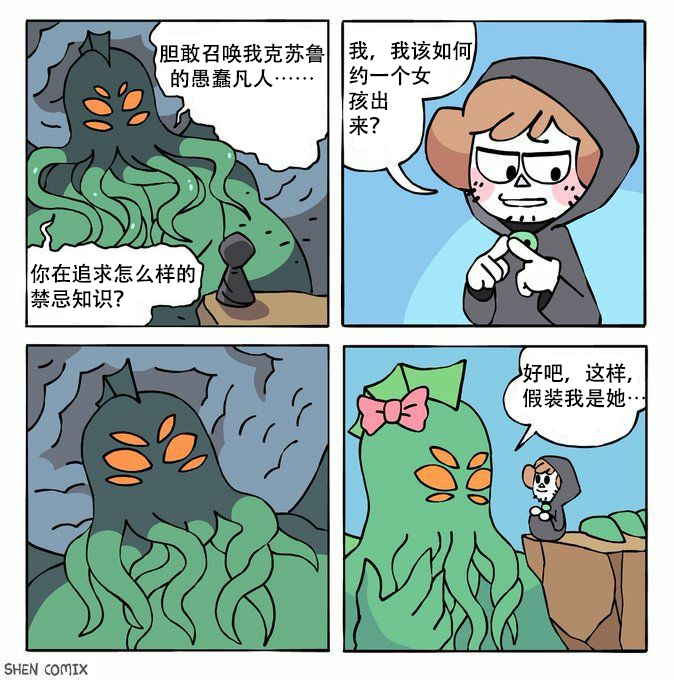 胆敢召唤我克苏鲁
的愚蠢凡人……
你在追求怎么样的
禁忌知识？
我，我该如何
约一个女
孩出
来？
好吧，这样，
假装我是她…
SHEN COMIX